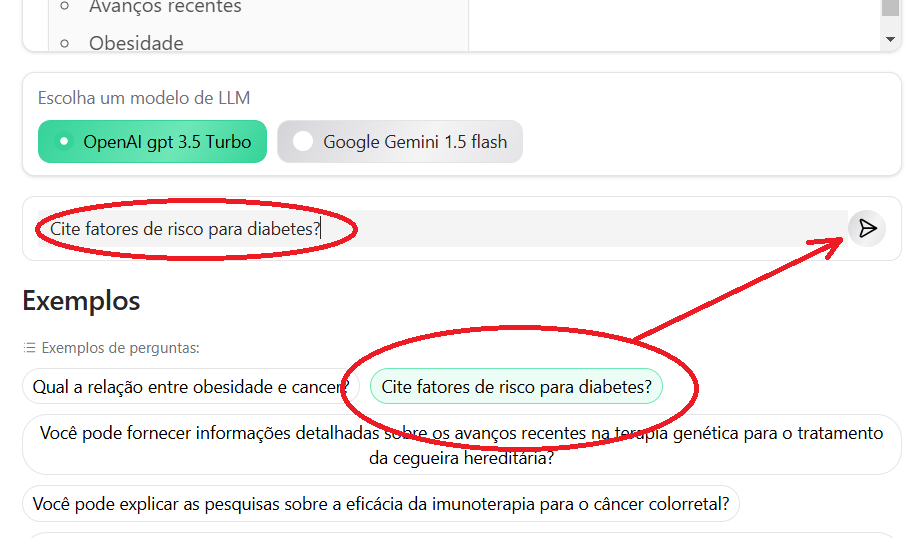 Avanços recentes
Obesidade
Escolha um modelo de LLM
OpenAI gpt 3.5 Turbo
Google Gemini 1.5 flash
Cite fatores de risco para diabetes?
Exemplos
Exemplos de perguntas:
Qual a relação entre obesidade e cancer?
Cite fatores de risco para diabetes?
Você pode fornecer informações detalhadas sobre os avanços recentes na terapia genética para o tratamento
da cegueira hereditária?
Você pode explicar as pesquisas sobre a eficácia da imunoterapia para o câncer colorretal?